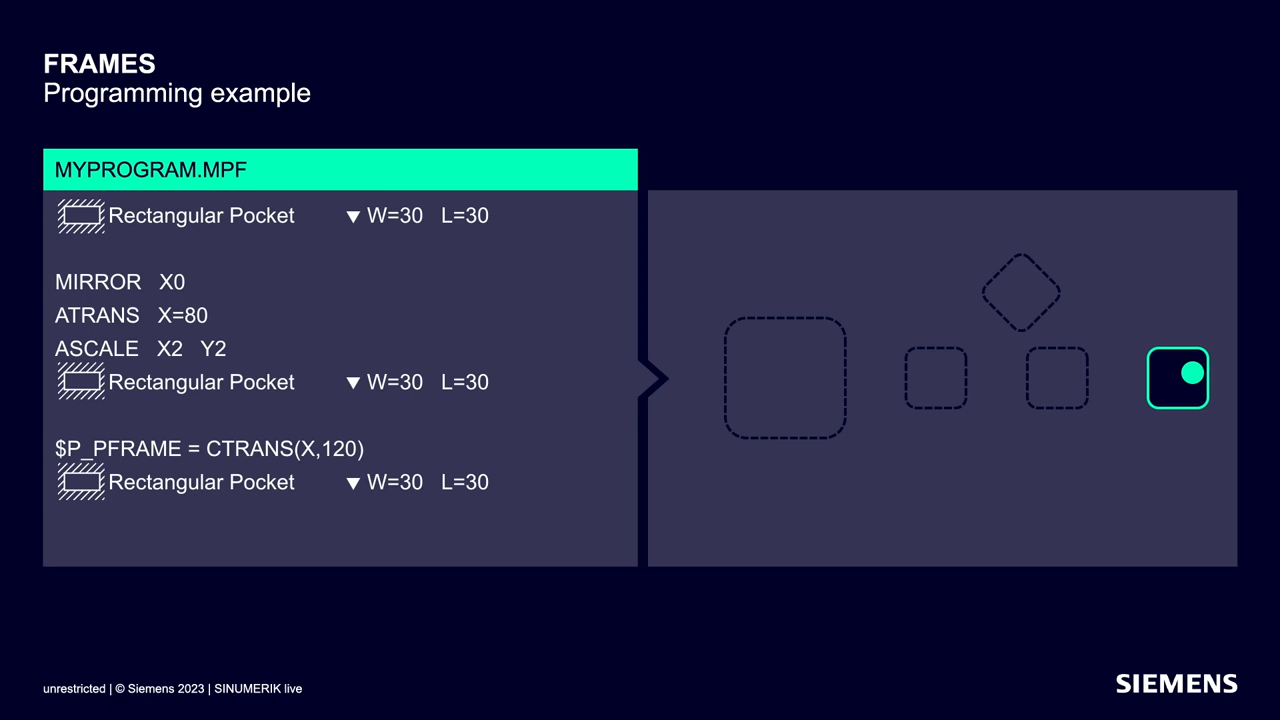 FRAMES
Programming example
MYPROGRAM.MPF
Rectangular Pocket W=30 L=30
MIRROR X0
ATRANS X=80
ASCALE X2 Y2
Rectangular Pocket W=30 L=30
$P_PFRAME = CTRANS(X,120)
Rectangular Pocket W=30 L=30
unrestricted | © Siemens 2023 | SINUMERIK live
SIEMENS